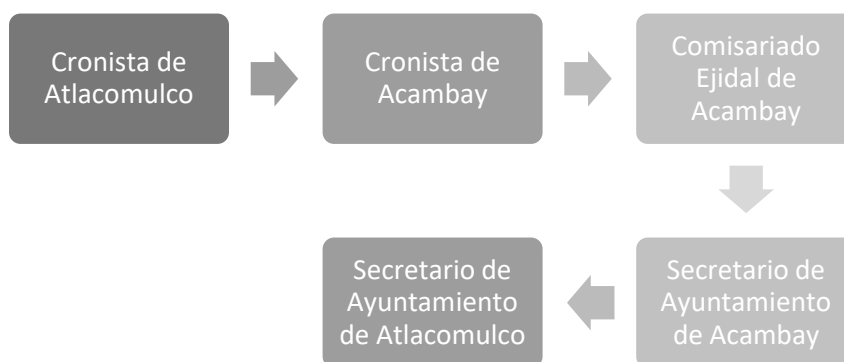 Cronista de
Atlacomulco
Cronista de
Acambay
Comisariado
Ejidal de
Acambay
Secretario de
Ayuntamiento
de Acambay
Secretario de
Ayuntamiento
de Atlacomulco